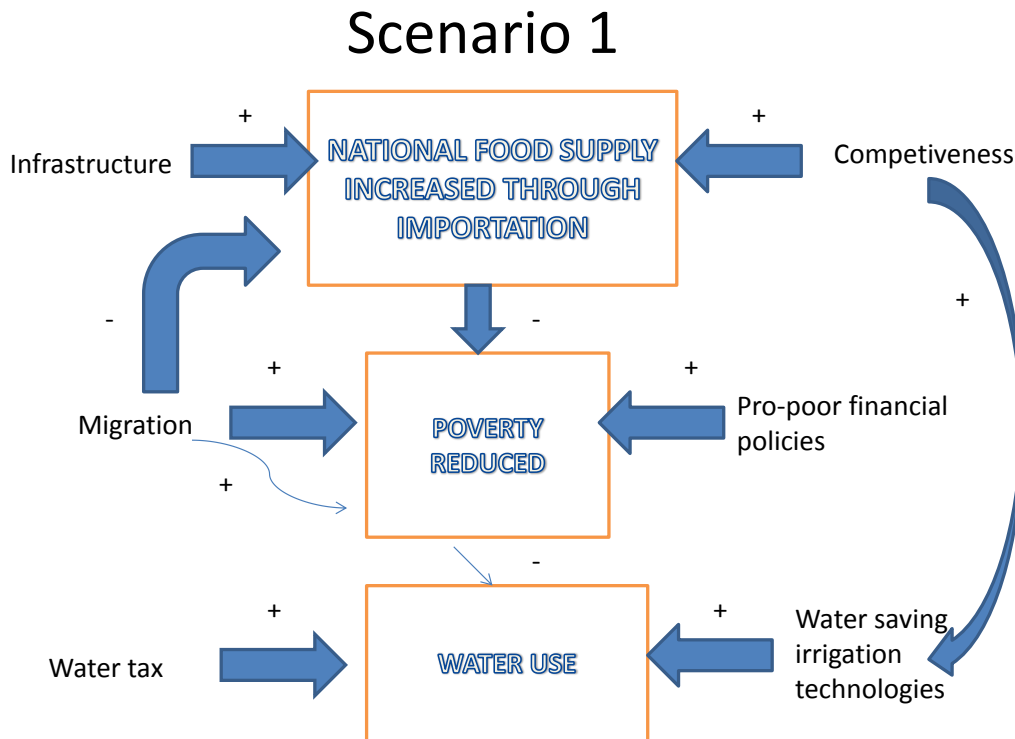 Scenario 1
+
+
Infrastructure
NATIONAL FOOD SUPPLY
INCREASED THROUGH
IMPORTATION
Competiveness
-
-
+
+
+
Migration
POVERTY
REDUCED
Pro-poor financial
policies
+
-
+
+
Water tax
WATER USE
Water saving
irrigation
technologies